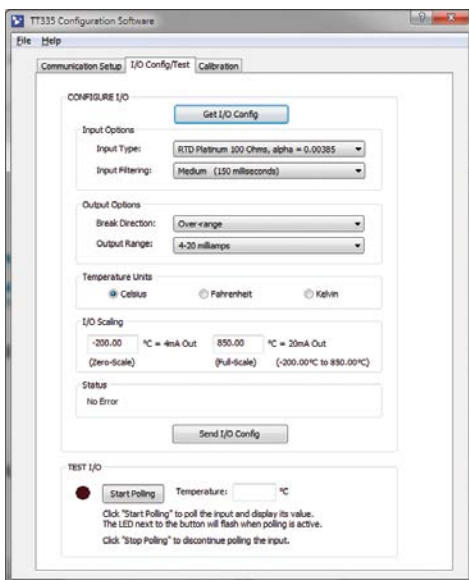 TT335 Configuration Software
File Help
Communication Setup I/O Config/Test Calibration
CONFIGURE I/O
Get I/O Config
Input Options
Input Type: RTD Platinum 100 Ohms, alpha = 0.00385
Input Filtering: Medium (150 milliseconds)
Output Options
Break Direction: Over-range
Output Range: 4-20 milliamps
Temperature Units
Celsius Fahrenheit Kelvin
I/O Scaling
-200.00 °C = 4mA Out 850.00 °C = 20mA Out
(Zero-Scale) (Full-Scale) (-200.00°C to 850.00°C)
Status
No Error
Send I/O Config
TEST I/O
Start Polling Temperature: °C
Click "Start Polling" to poll the input and display its value.
The LED next to the button will flash when polling is active.
Click "Stop Polling" to discontinue polling the input.